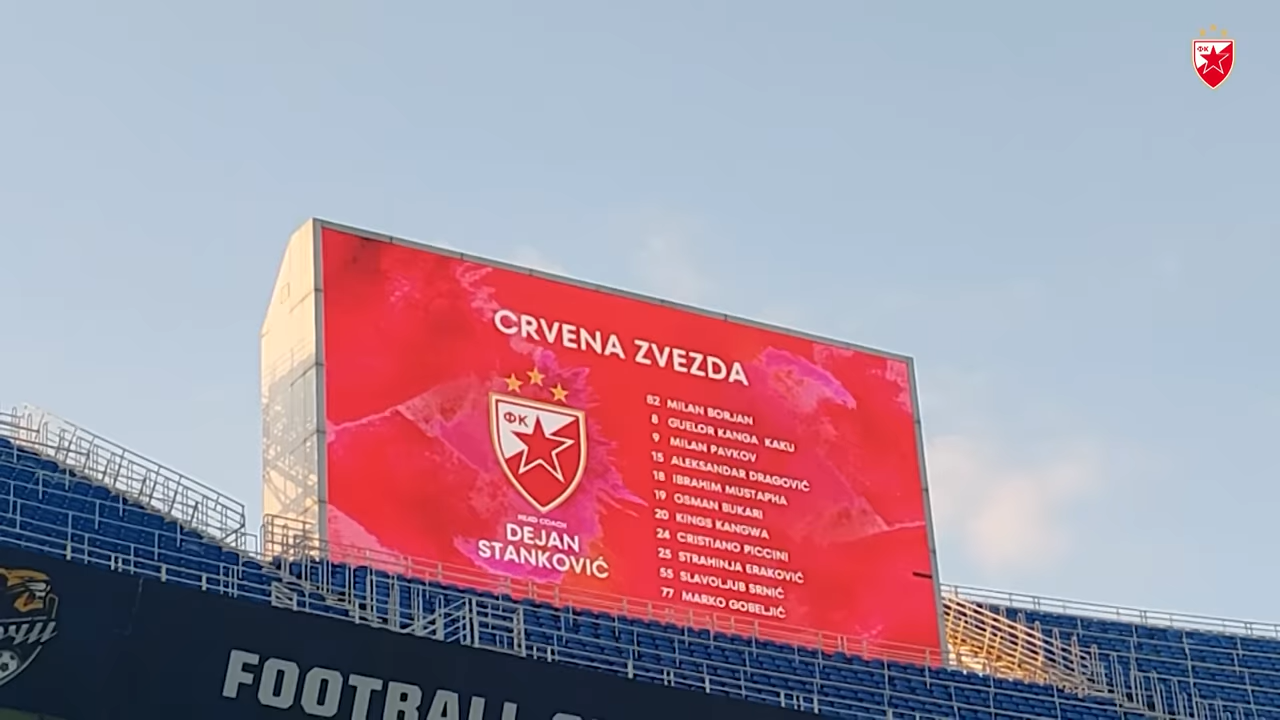 ФК
CRVENA ZVEZDA
ФК
HEAD COACH
DEJAN
STANKOVIĆ
82 MILAN BORJAN
8 GUELOR KANGA KAKU
9 MILAN PAVKOV
15 ALEKSANDAR DRAGOVIĆ
18 IBRAHIM MUSTAPHA
19 OSMAN BUKARI
20 KINGS KANGWA
24 CRISTIANO PICCINI
25 STRAHINJA ERAKOVIĆ
55 SLAVOLJUB SRNIĆ
77 MARKO GOBELJIĆ
FOOTBALL